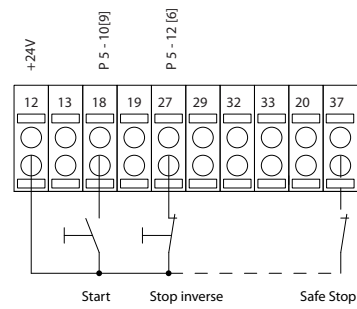 +24V
P 5 - 10[9]
P 5 - 12 [6]
12 13 18 19 27 29 32 33 20 37
Start Stop inverse Safe Stop